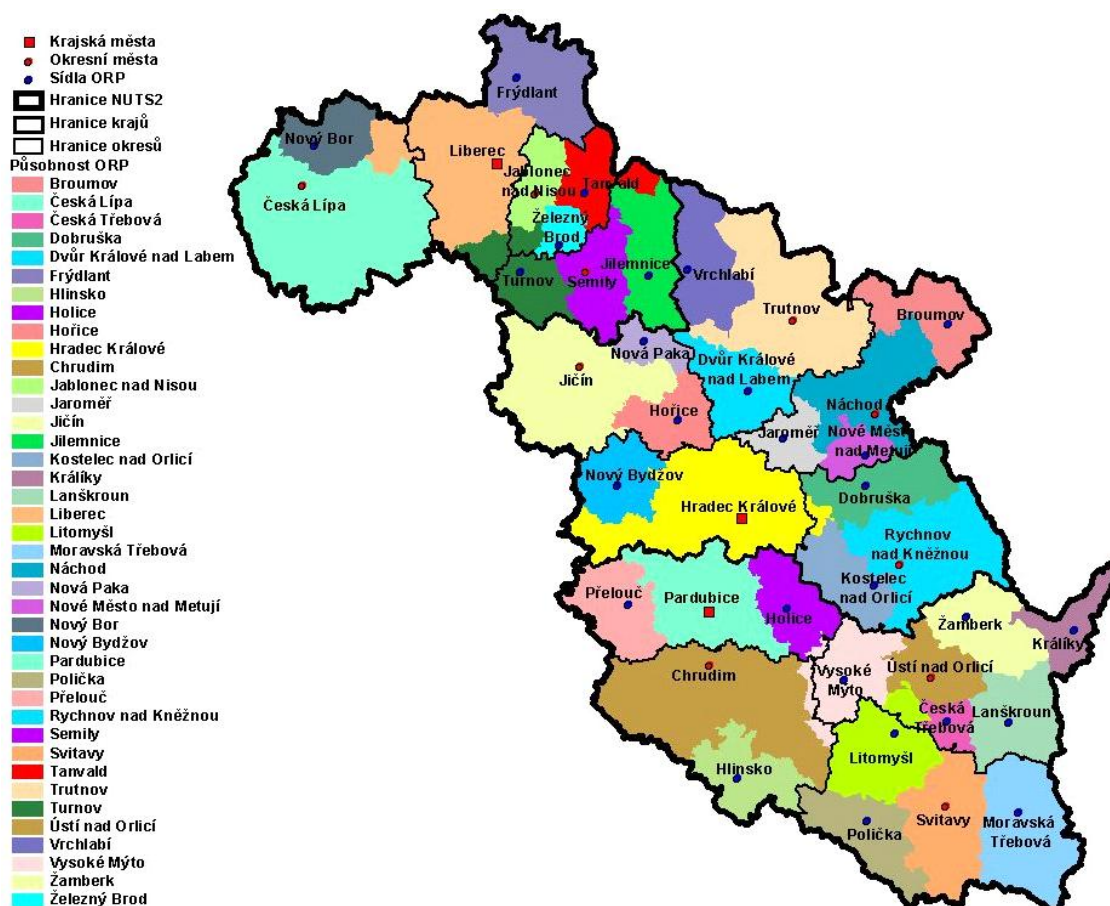 Krajská města
Okresní města
Sídla ORP
Hranice NUTS2
Hranice krajů
Hranice okresů
Působnost ORP
Broumov
Česká Lípa
Česká Třebová
Dobruška
Dvůr Králové nad Labem
Frýdlant
Hlinsko
Holice
Hořice
Hradec Králové
Chrudim
Jablonec nad Nisou
Jaroměř
Jičín
Jilemnice
Kostelec nad Orlicí
Králíky
Lanškroun
Liberec
Litomyšl
Moravská Třebová
Náchod
Nová Paka
Nové Město nad Metují
Nový Bor
Nový Bydžov
Pardubice
Polička
Přelouč
Rychnov nad Kněžnou
Semily
Svitavy
Tanvald
Trutnov
Turnov
Ústí nad Orlicí
Vrchlabí
Vysoké Mýto
Žamberk
Železný Brod
Frýdlant
Nový Bor
Liberec
Jablonec
nad Nisou
Tanvald
Česká Lípa
Železný
Brod
Turnov
Semily
Jilemnice
Vrchlabí
Trutnov
Broumov
Nová Paka
Dvůr Králové
nad Labem
Jičín
Hořice
Náchod
Jaroměř
Nové Měst
nad Metují
Nový Bydžov
Dobruška
Hradec Králové
Rychnov
nad Kněžnou
Kostelec
nad Orlicí
Přelouč
Pardubice
Holice
Žamberk
Králíky
Chrudim
Vysoké
Mýto
Ústí nad Orlicí
Česká
Třebová
Lanškroun
Litomyšl
Hlinsko
Polička
Svitavy
Moravská
Třebová